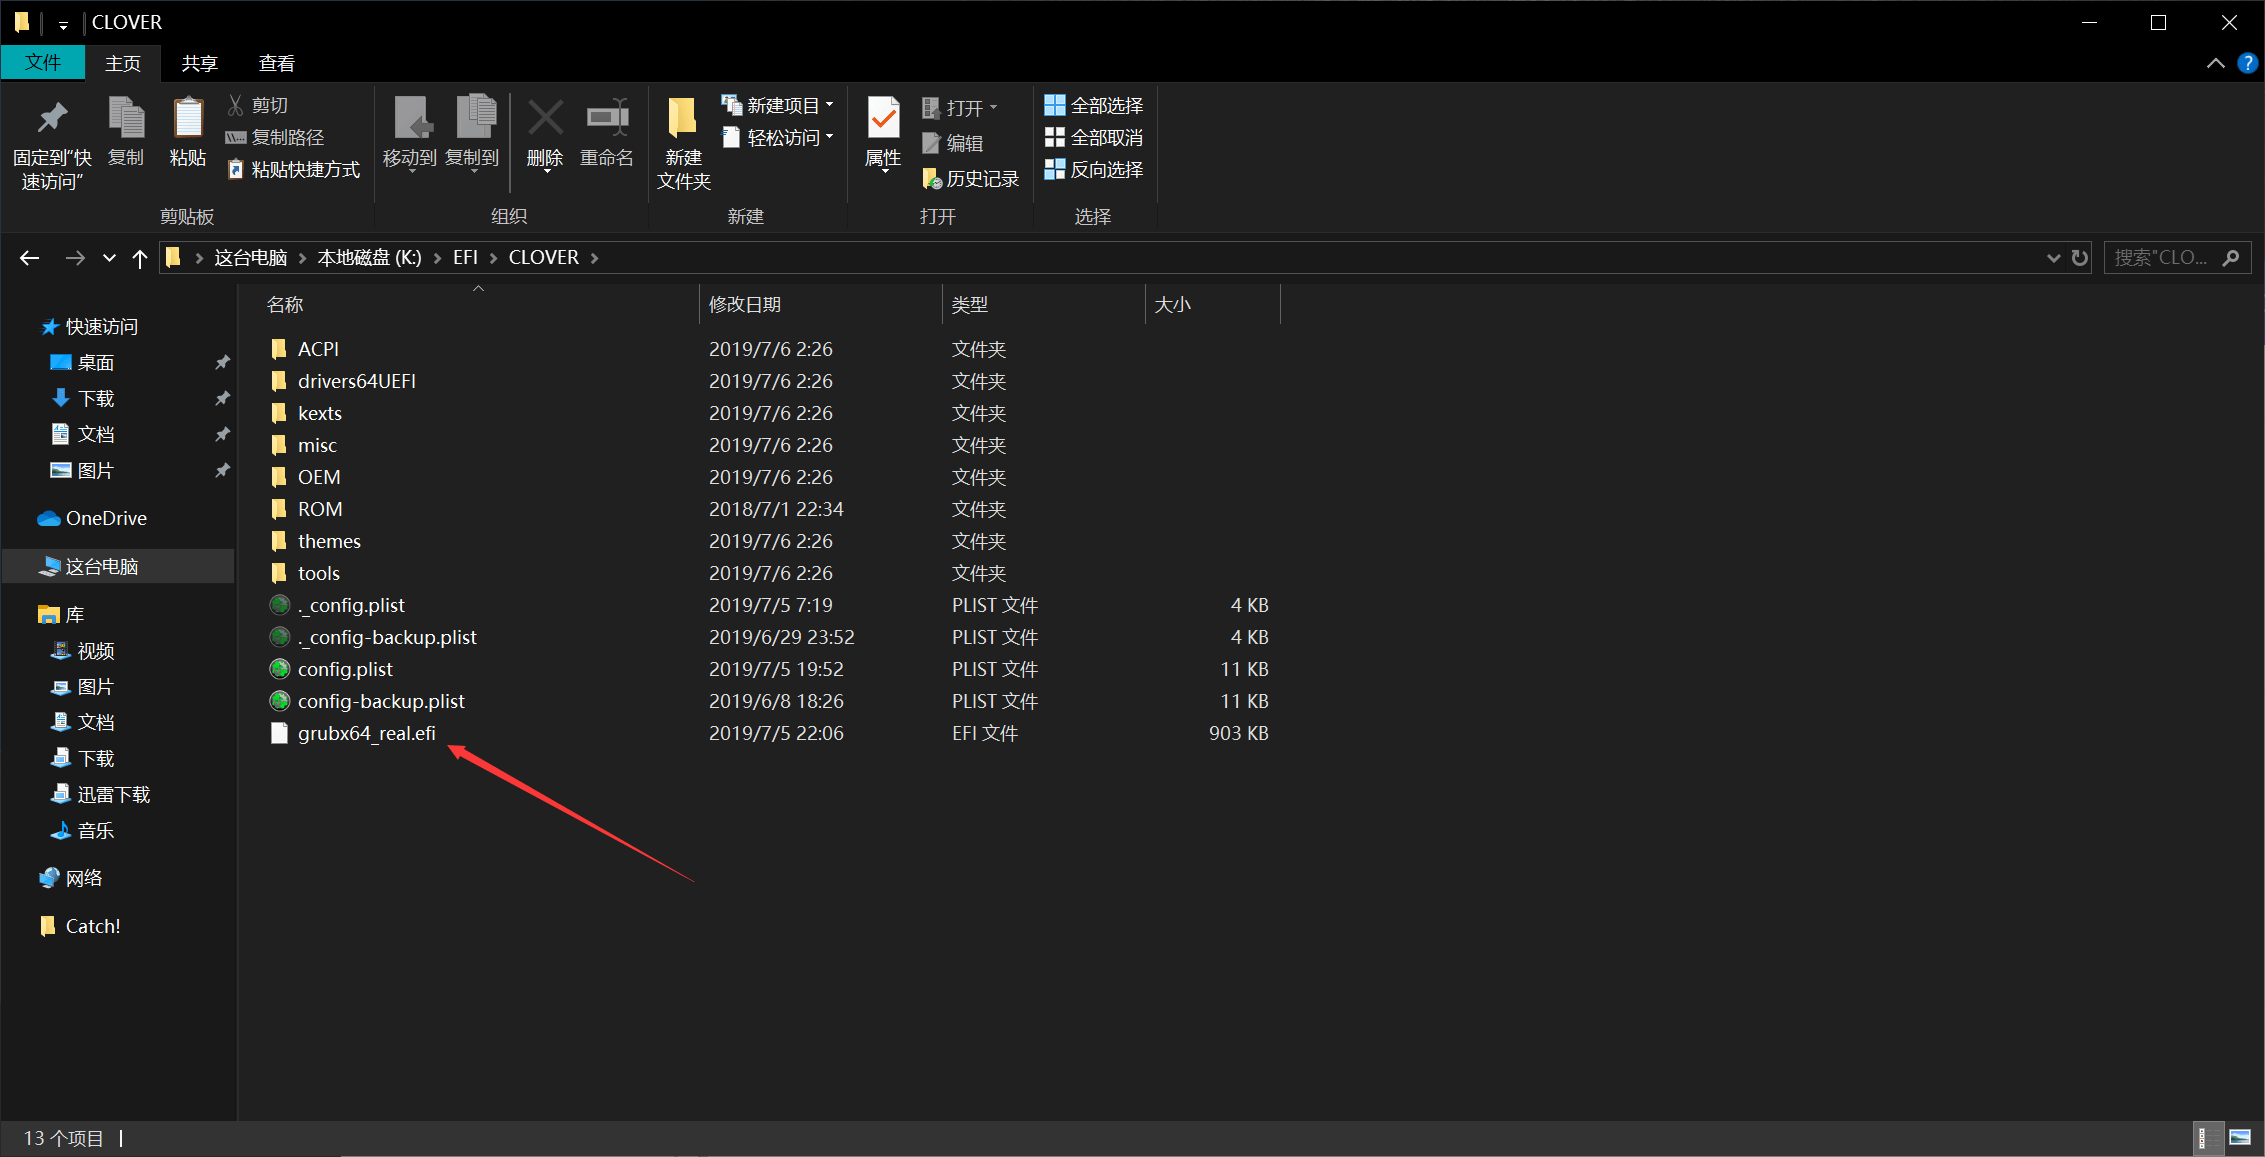 CLOVER
文件 主页 共享 查看
固定到"快速访问"
复制
粘贴
剪切
复制路径
粘贴快捷方式
剪贴板
移动到
复制到
删除
重命名
组织
新建文件夹
新建项目
轻松访问
新建
属性
打开
编辑
历史记录
打开
全部选择
全部取消
反向选择
选择
这台电脑 本地磁盘 (K:) EFI CLOVER
搜索"CLO...
快速访问
桌面
下载
文档
图片
OneDrive
这台电脑
库
视频
图片
文档
下载
迅雷下载
音乐
网络
Catch!
名称 修改日期 类型 大小
ACPI 2019/7/6 2:26 文件夹
drivers64UEFI 2019/7/6 2:26 文件夹
kexts 2019/7/6 2:26 文件夹
misc 2019/7/6 2:26 文件夹
OEM 2019/7/6 2:26 文件夹
ROM 2018/7/1 22:34 文件夹
themes 2019/7/6 2:26 文件夹
tools 2019/7/6 2:26 文件夹
._config.plist 2019/7/5 7:19 PLIST 文件 4 KB
._config-backup.plist 2019/6/29 23:52 PLIST 文件 4 KB
config.plist 2019/7/5 19:52 PLIST 文件 11 KB
config-backup.plist 2019/6/8 18:26 PLIST 文件 11 KB
grubx64_real.efi 2019/7/5 22:06 EFI 文件 903 KB
13 个项目